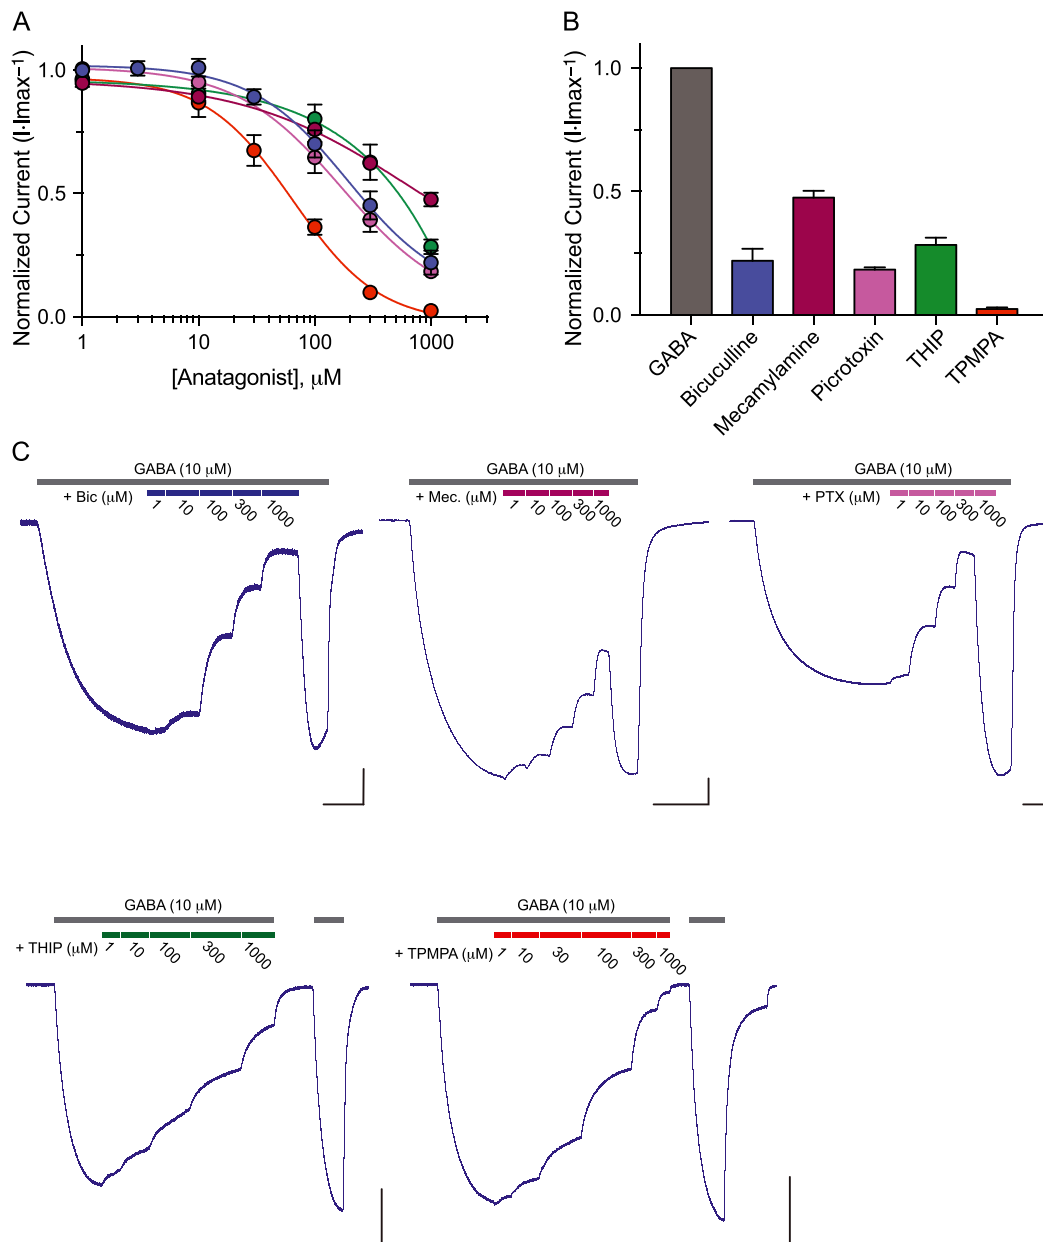 A
Normalized Current (I·Imax⁻¹)
1.0
0.5
0.0
1 10 100 1000
[Anatagonist], μM
B
Normalized Current (I·Imax⁻¹)
1.0
0.5
0.0
GABA
Bicuculline
Mecamylamine
Picrotoxin
THIP
TPMPA
C
GABA (10 μM)
+ Bic (μM)
1 10 100 300 1000
GABA (10 μM)
+ Mec. (μM)
1 10 100 300 1000
GABA (10 μM)
+ PTX (μM)
1 10 100 300 1000
GABA (10 μM)
+ THIP (μM)
1 10 100 300 1000
GABA (10 μM)
+ TPMPA (μM)
1 10 30 100 300 1000